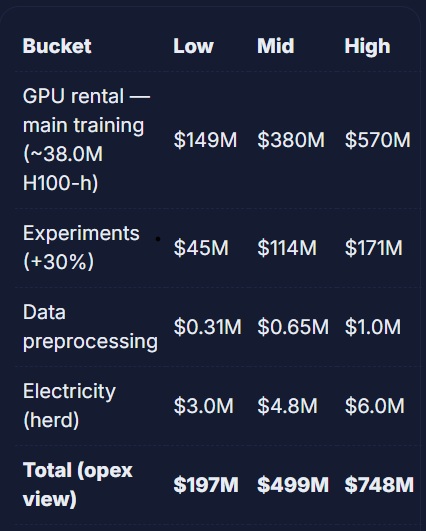 Bucket Low Mid High
GPU rental —
main training
(~38.0M
H100-h)
$149M $380M $570M
Experiments
(+30%)
$45M $114M $171M
Data
preprocessing
$0.31M $0.65M $1.0M
Electricity
(herd)
$3.0M $4.8M $6.0M
Total (opex
view)
$197M $499M $748M